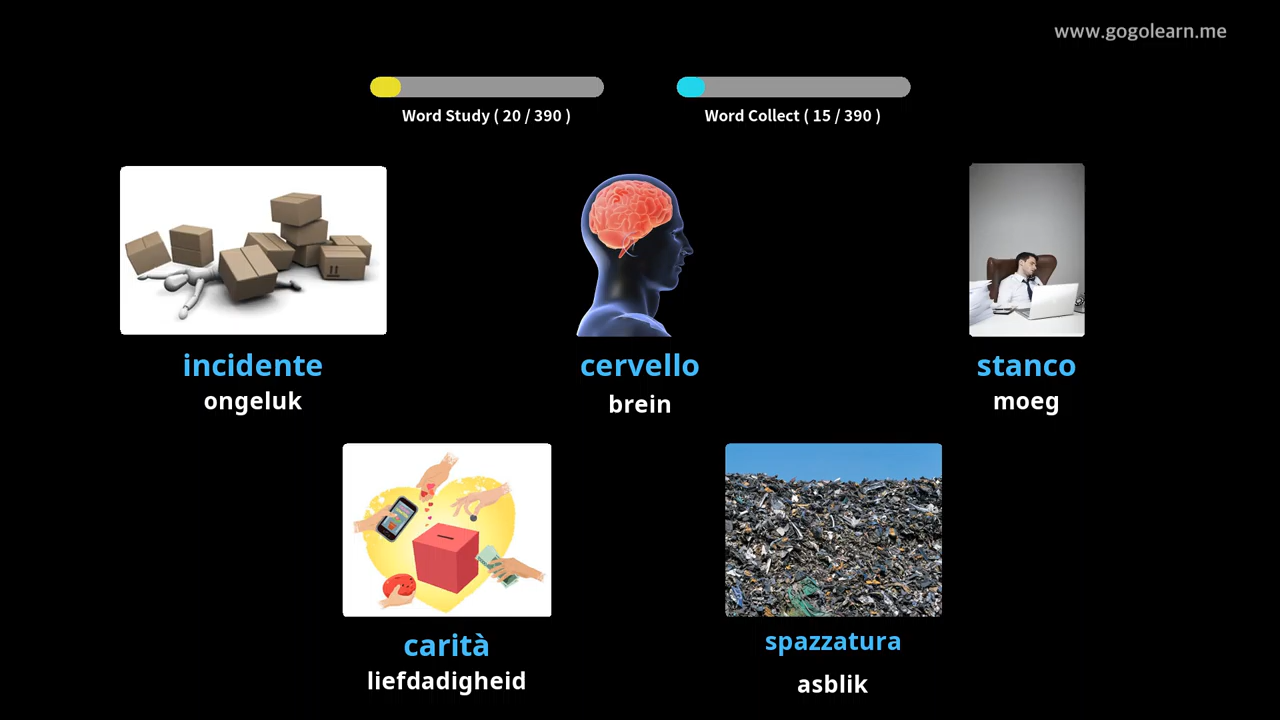 www.gogolearn.me
Word Study ( 20 / 390 )
Word Collect ( 15 / 390 )
incidente
ongeluk
cervello
brein
stanco
moeg
carità
liefdadigheid
spazzatura
asblik